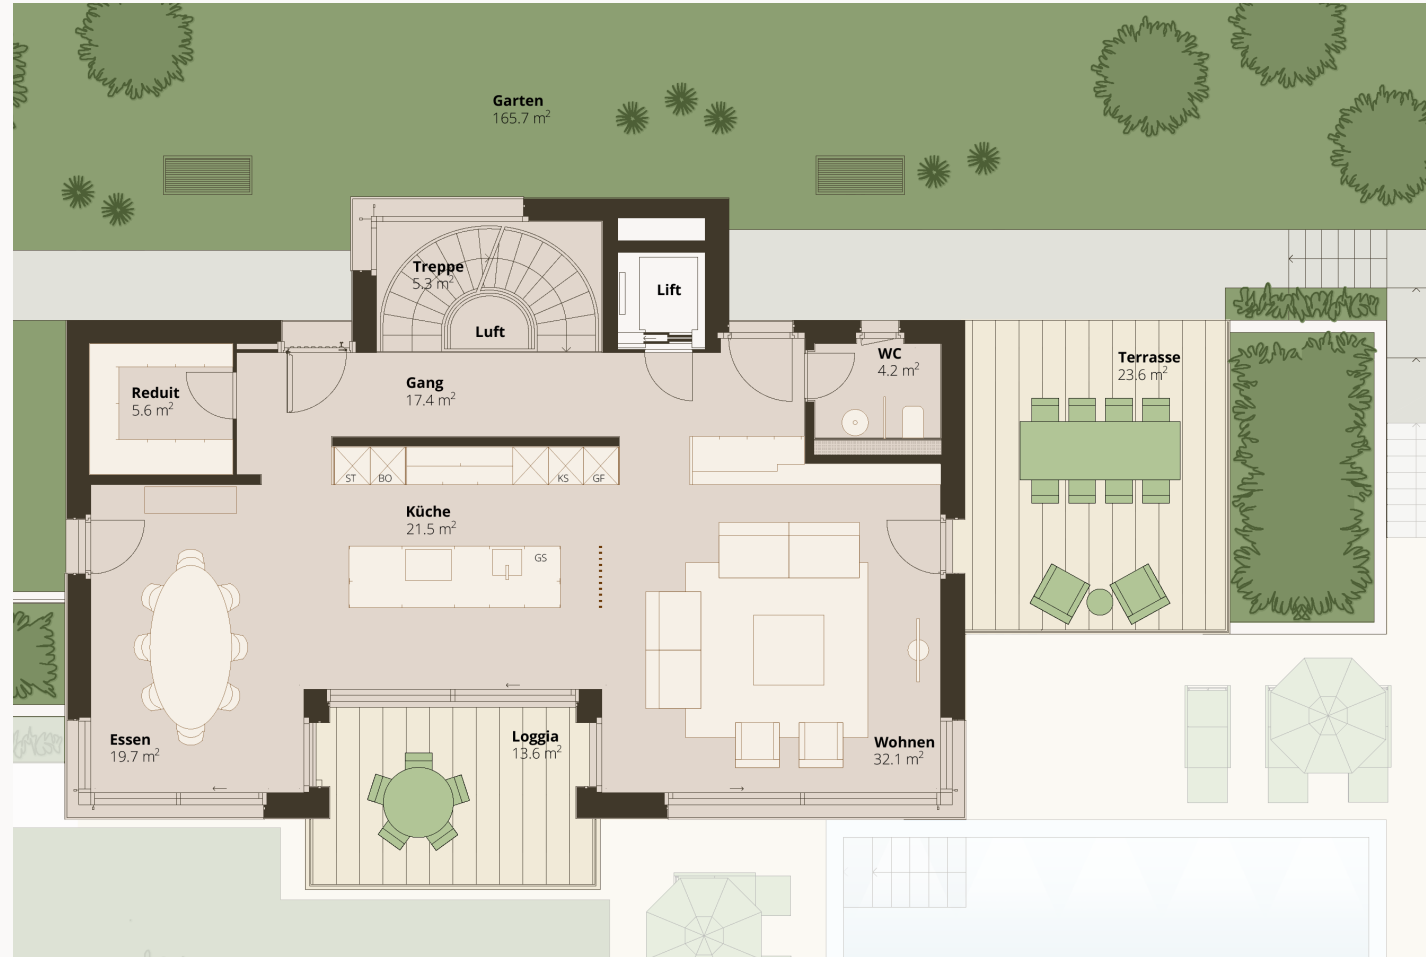 Garten
165.7 m²
Treppe
5.3 m²
Lift
Luft
WC
4.2 m²
Terrasse
23.6 m²
Gang
17.4 m²
Reduit
5.6 m²
ST
BO
KS
GF
Küche
21.5 m²
GS
Essen
19.7 m²
Loggia
13.6 m²
Wohnen
32.1 m²